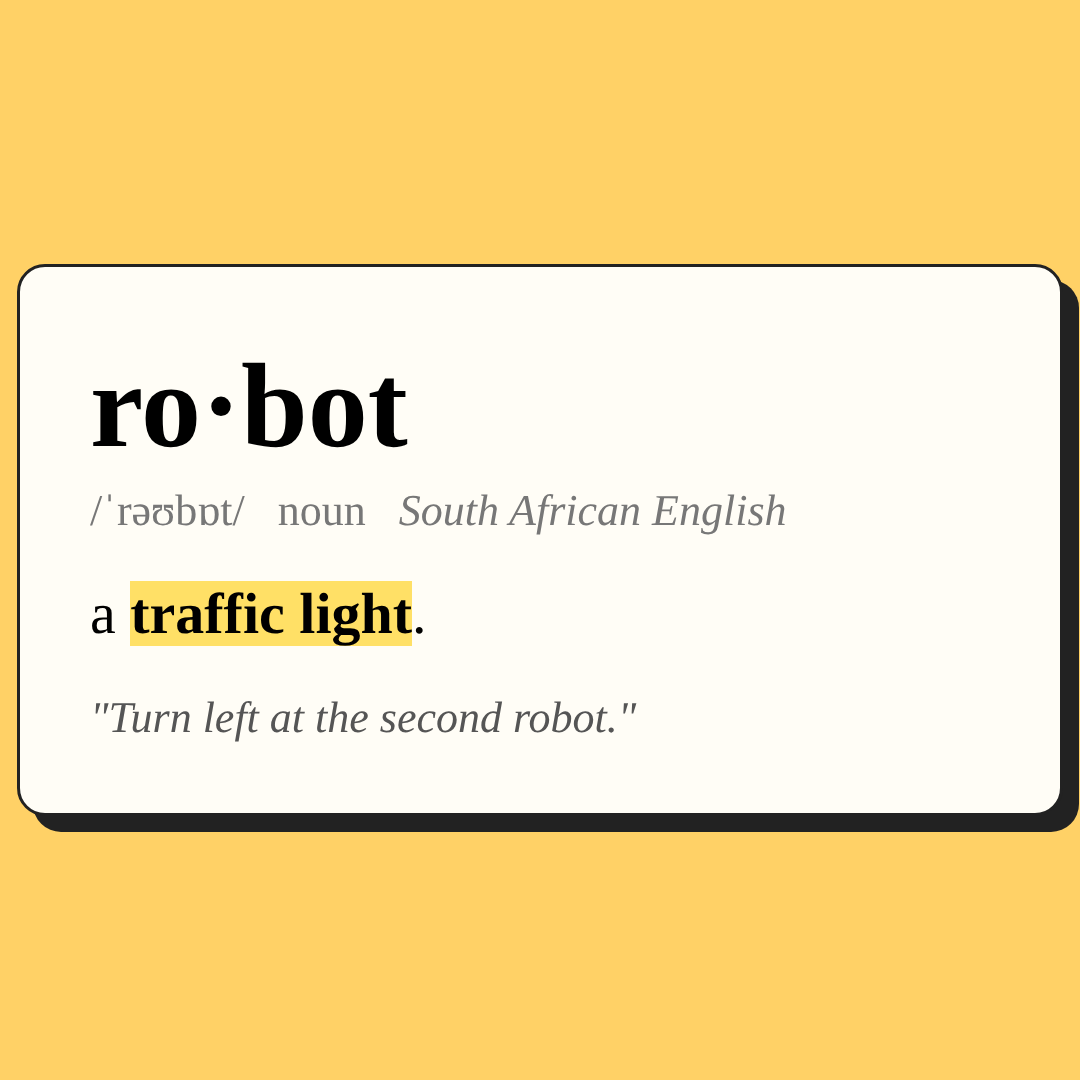 ro·bot
/ˈrəʊbɒt/ noun South African English
a traffic light.
"Turn left at the second robot."